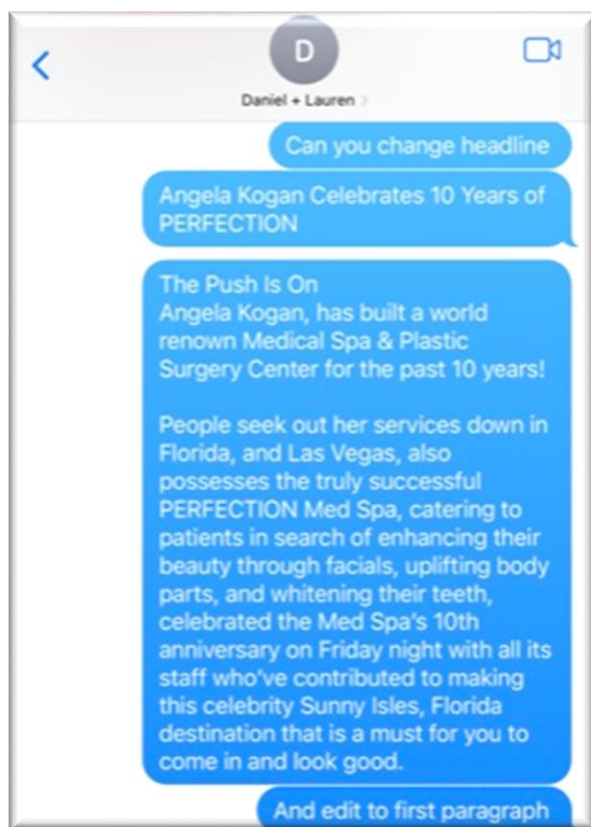 D
Daniel + Lauren >
Can you change headline
Angela Kogan Celebrates 10 Years of
PERFECTION
The Push Is On
Angela Kogan, has built a world
renown Medical Spa & Plastic
Surgery Center for the past 10 years!
People seek out her services down in
Florida, and Las Vegas, also
possesses the truly successful
PERFECTION Med Spa, catering to
patients in search of enhancing their
beauty through facials, uplifting body
parts, and whitening their teeth,
celebrated the Med Spa's 10th
anniversary on Friday night with all its
staff who've contributed to making
this celebrity Sunny Isles, Florida
destination that is a must for you to
come in and look good.
And edit to first paragraph